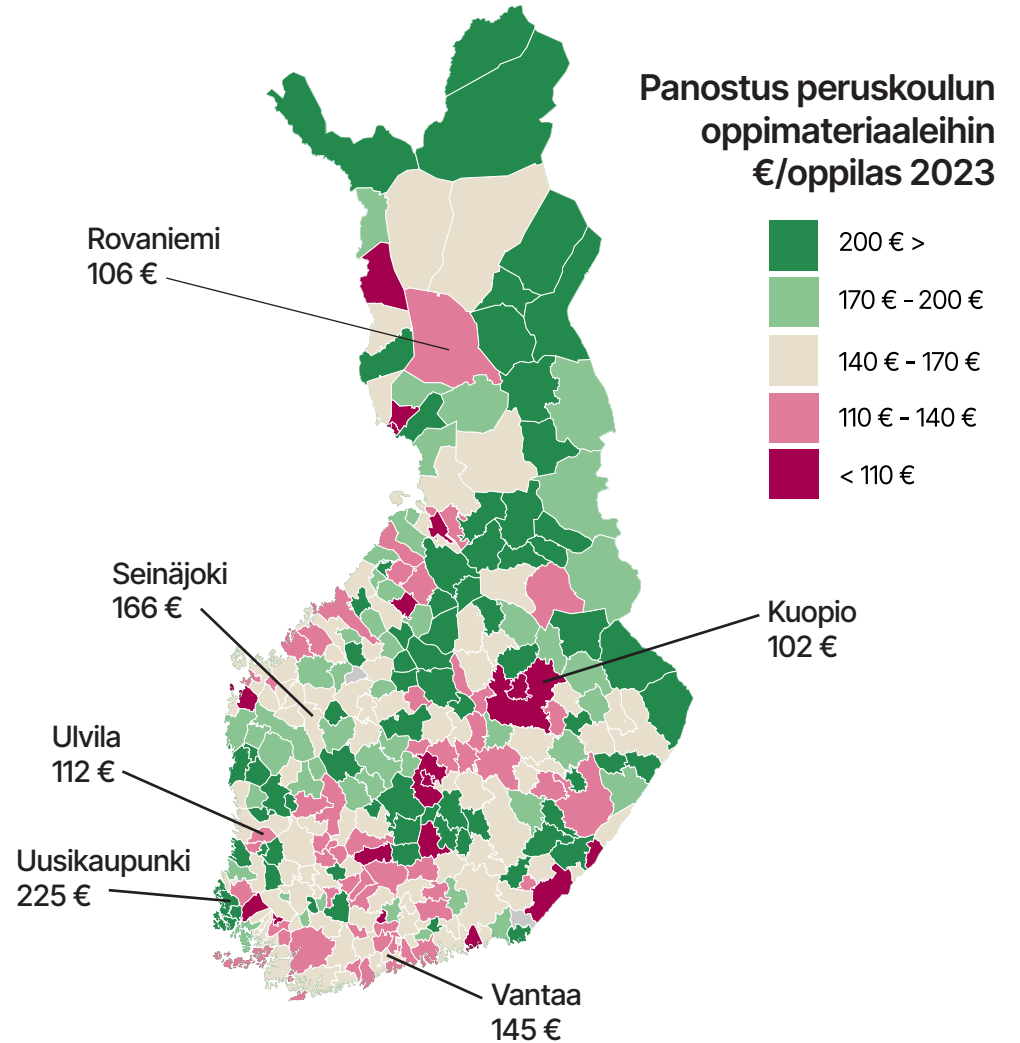 Panostus peruskoulun
oppimateriaaleihin
€/oppilas 2023
200 € >
170 € - 200 €
140 € - 170 €
110 € - 140 €
< 110 €
Rovaniemi
106 €
Seinäjoki
166 €
Kuopio
102 €
Ulvila
112 €
Uusikaupunki
225 €
Vantaa
145 €